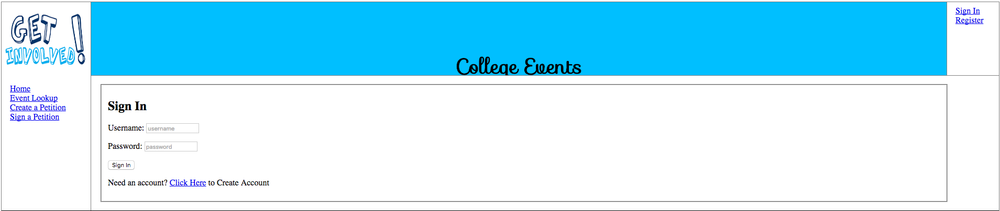 GET
INVOLVED!
College Events
Sign In
Register
Home
Event Lookup
Create a Petition
Sign a Petition
Sign In
Username: username
Password: password
Sign In
Need an account? Click Here to Create Account